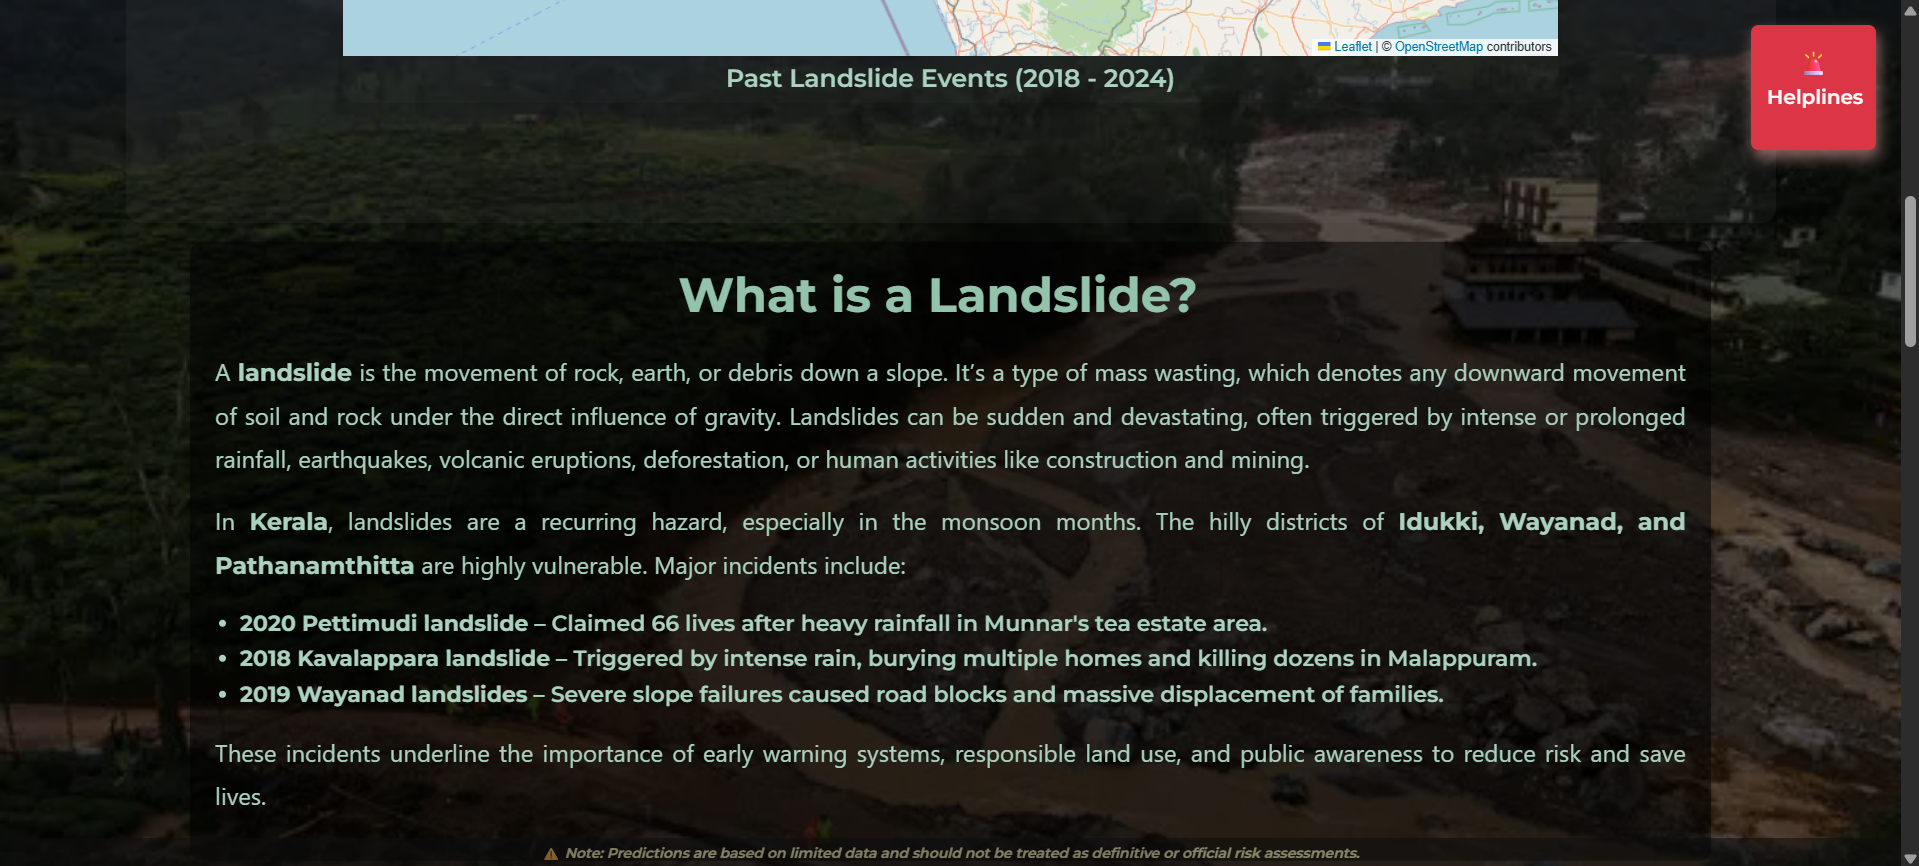 Leaflet | © OpenStreetMap contributors
Past Landslide Events (2018 - 2024)
Helplines
What is a Landslide?
A landslide is the movement of rock, earth, or debris down a slope. It’s a type of mass wasting, which denotes any downward movement
of soil and rock under the direct influence of gravity. Landslides can be sudden and devastating, often triggered by intense or prolonged
rainfall, earthquakes, volcanic eruptions, deforestation, or human activities like construction and mining.
In Kerala, landslides are a recurring hazard, especially in the monsoon months. The hilly districts of Idukki, Wayanad, and
Pathanamthitta are highly vulnerable. Major incidents include:
• 2020 Pettimudi landslide – Claimed 66 lives after heavy rainfall in Munnar's tea estate area.
• 2018 Kavalappara landslide – Triggered by intense rain, burying multiple homes and killing dozens in Malappuram.
• 2019 Wayanad landslides – Severe slope failures caused road blocks and massive displacement of families.
These incidents underline the importance of early warning systems, responsible land use, and public awareness to reduce risk and save
lives.
⚠ Note: Predictions are based on limited data and should not be treated as definitive or official risk assessments.